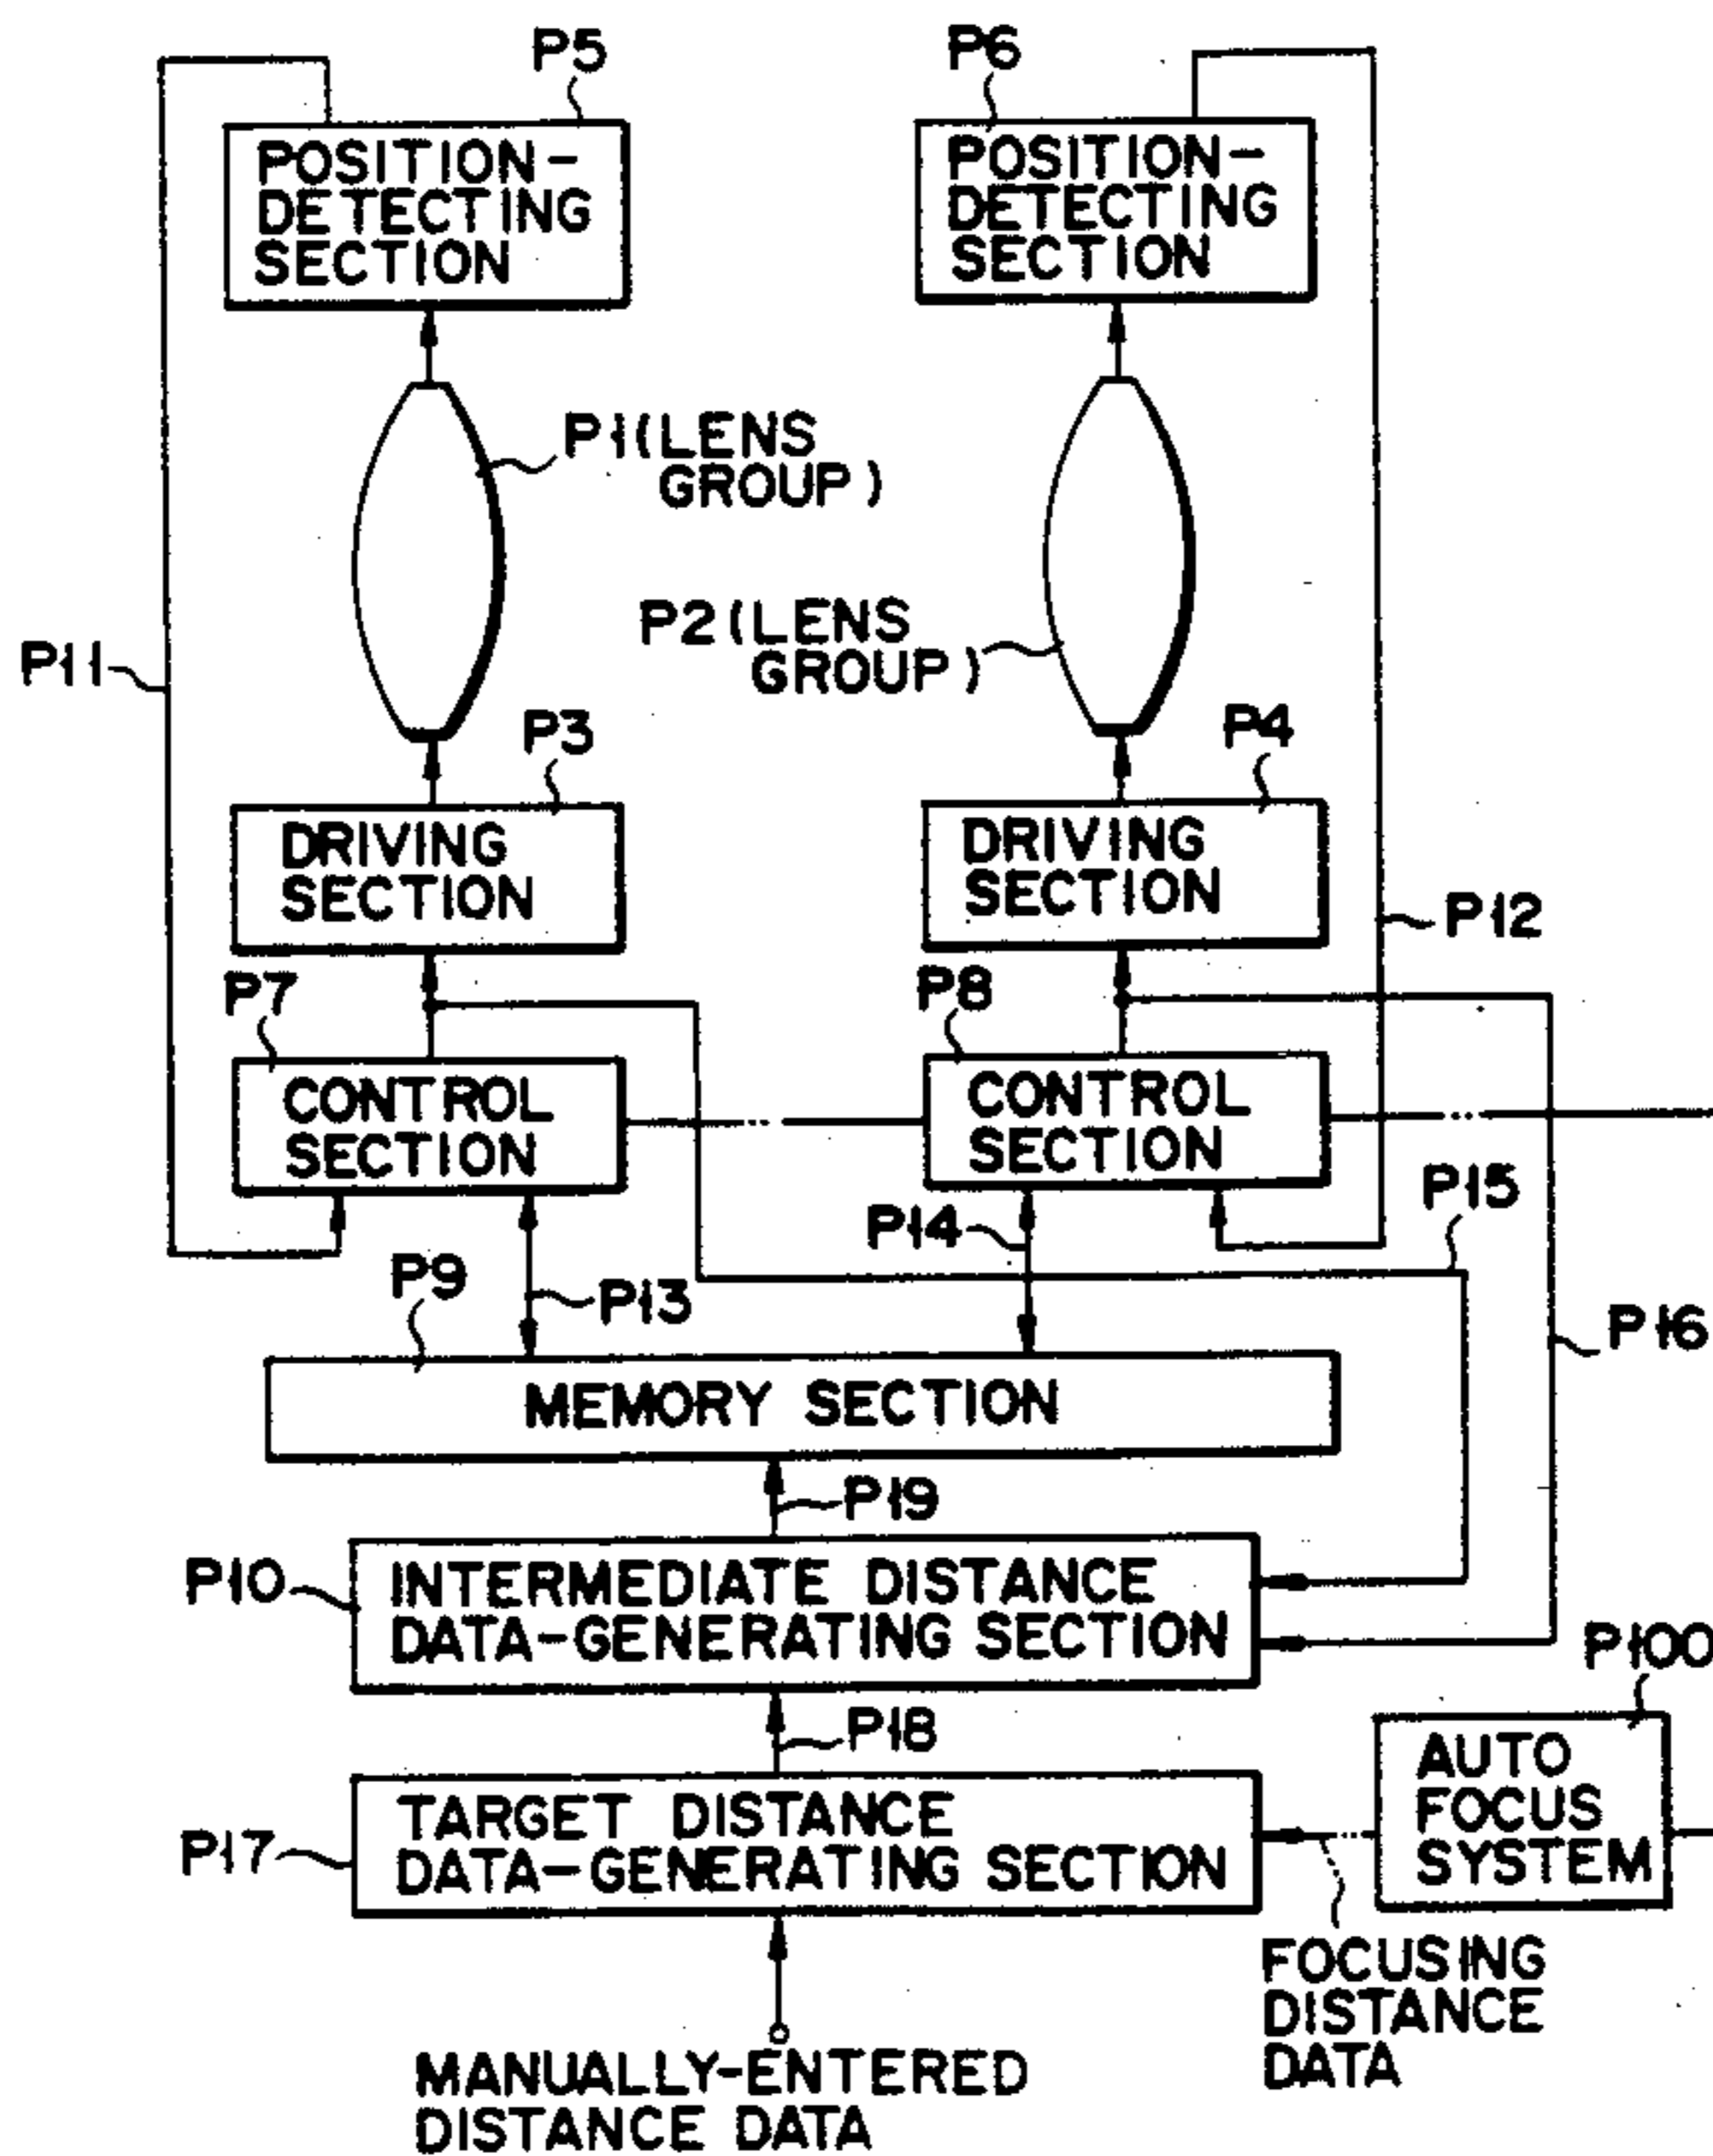 P5
P6
POSITION-
DETECTING
SECTION
POSITION-
DETECTING
SECTION
P1(LENS
GROUP)
P2(LENS
GROUP)
P11
P3
P4
DRIVING
SECTION
DRIVING
SECTION
P12
P7
P8
CONTROL
SECTION
CONTROL
SECTION
P15
P14
P9
P13
P16
MEMORY SECTION
P19
P10
INTERMEDIATE DISTANCE
DATA-GENERATING SECTION
P100
P18
AUTO
FOCUS
SYSTEM
P17
TARGET DISTANCE
DATA-GENERATING SECTION
FOCUSING
DISTANCE
DATA
MANUALLY-ENTERED
DISTANCE DATA